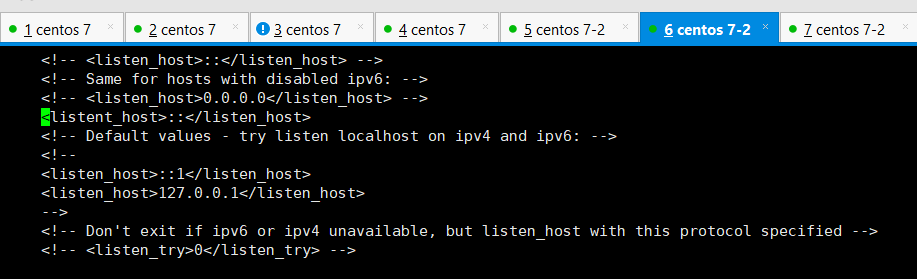 1 centos 7 × 2 centos 7 × 3 centos 7 × 4 centos 7 × 5 centos 7-2 × 6 centos 7-2 × 7 centos 7-2 ×
<!-- <listen_host>::</listen_host> -->
<!-- Same for hosts with disabled ipv6: -->
<!-- <listen_host>0.0.0.0</listen_host> -->
<listent_host>::</listen_host>
<!-- Default values - try listen localhost on ipv4 and ipv6: -->
<!--
<listen_host>::1</listen_host>
<listen_host>127.0.0.1</listen_host>
-->
<!-- Don't exit if ipv6 or ipv4 unavailable, but listen_host with this protocol specified -->
<!-- <listen_try>0</listen_try> -->